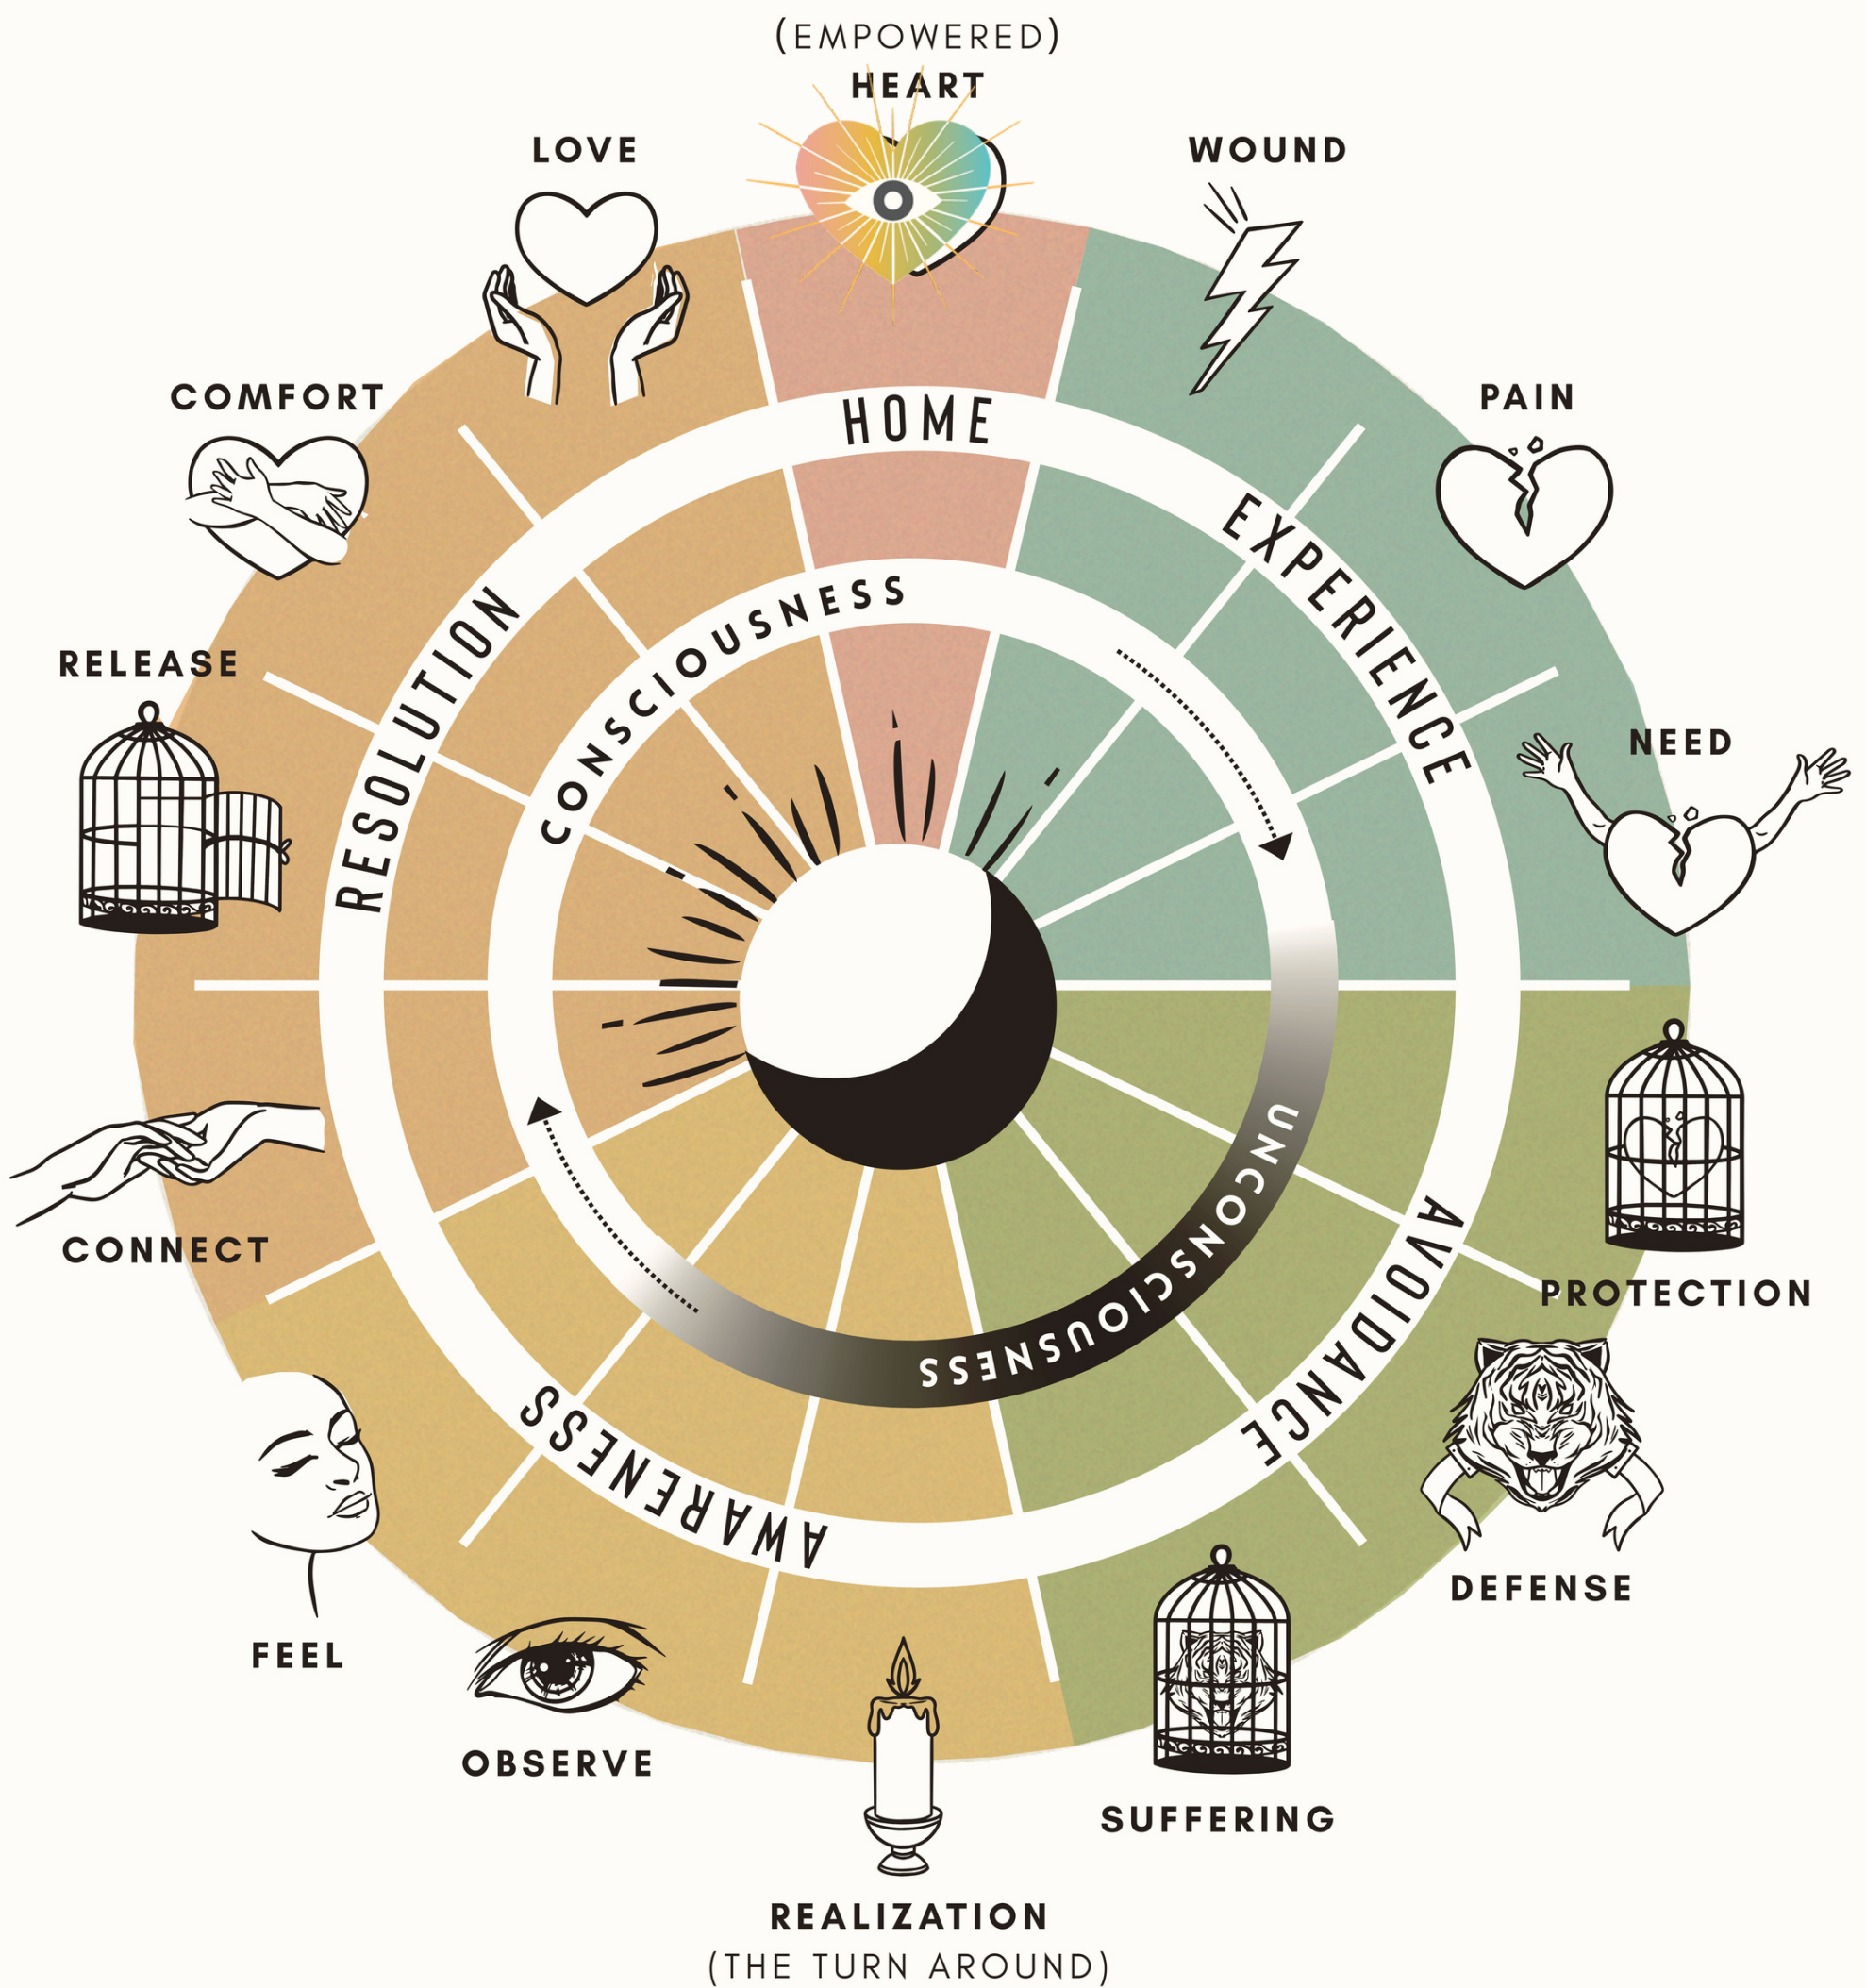 (EMPOWERED)
HEART
WOUND
PAIN
NEED
PROTECTION
DEFENSE
SUFFERING
REALIZATION
(THE TURN AROUND)
OBSERVE
FEEL
CONNECT
RELEASE
COMFORT
LOVE
HOME
EXPERIENCE
AVOIDANCE
AWARENESS
RESOLUTION
CONSCIOUSNESS
UNCONSCIOUSNESS